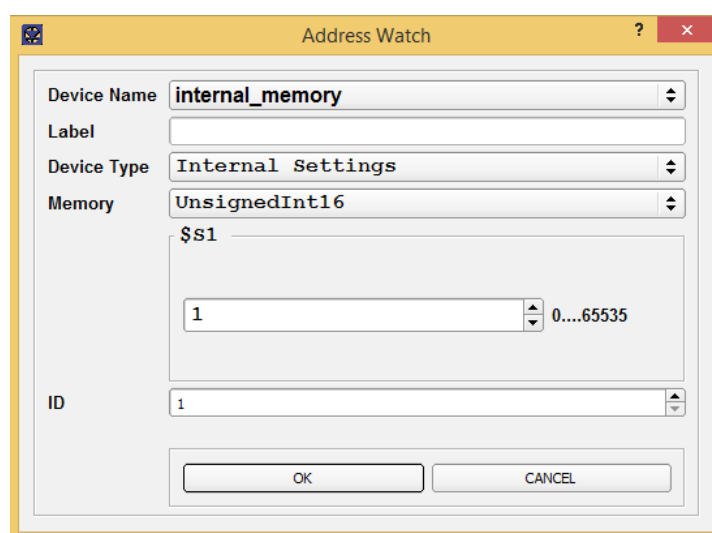 Address Watch
?
Device Name internal_memory
Label
Device Type Internal Settings
Memory UnsignedInt16
$S1
1 0....65535
ID 1
OK CANCEL